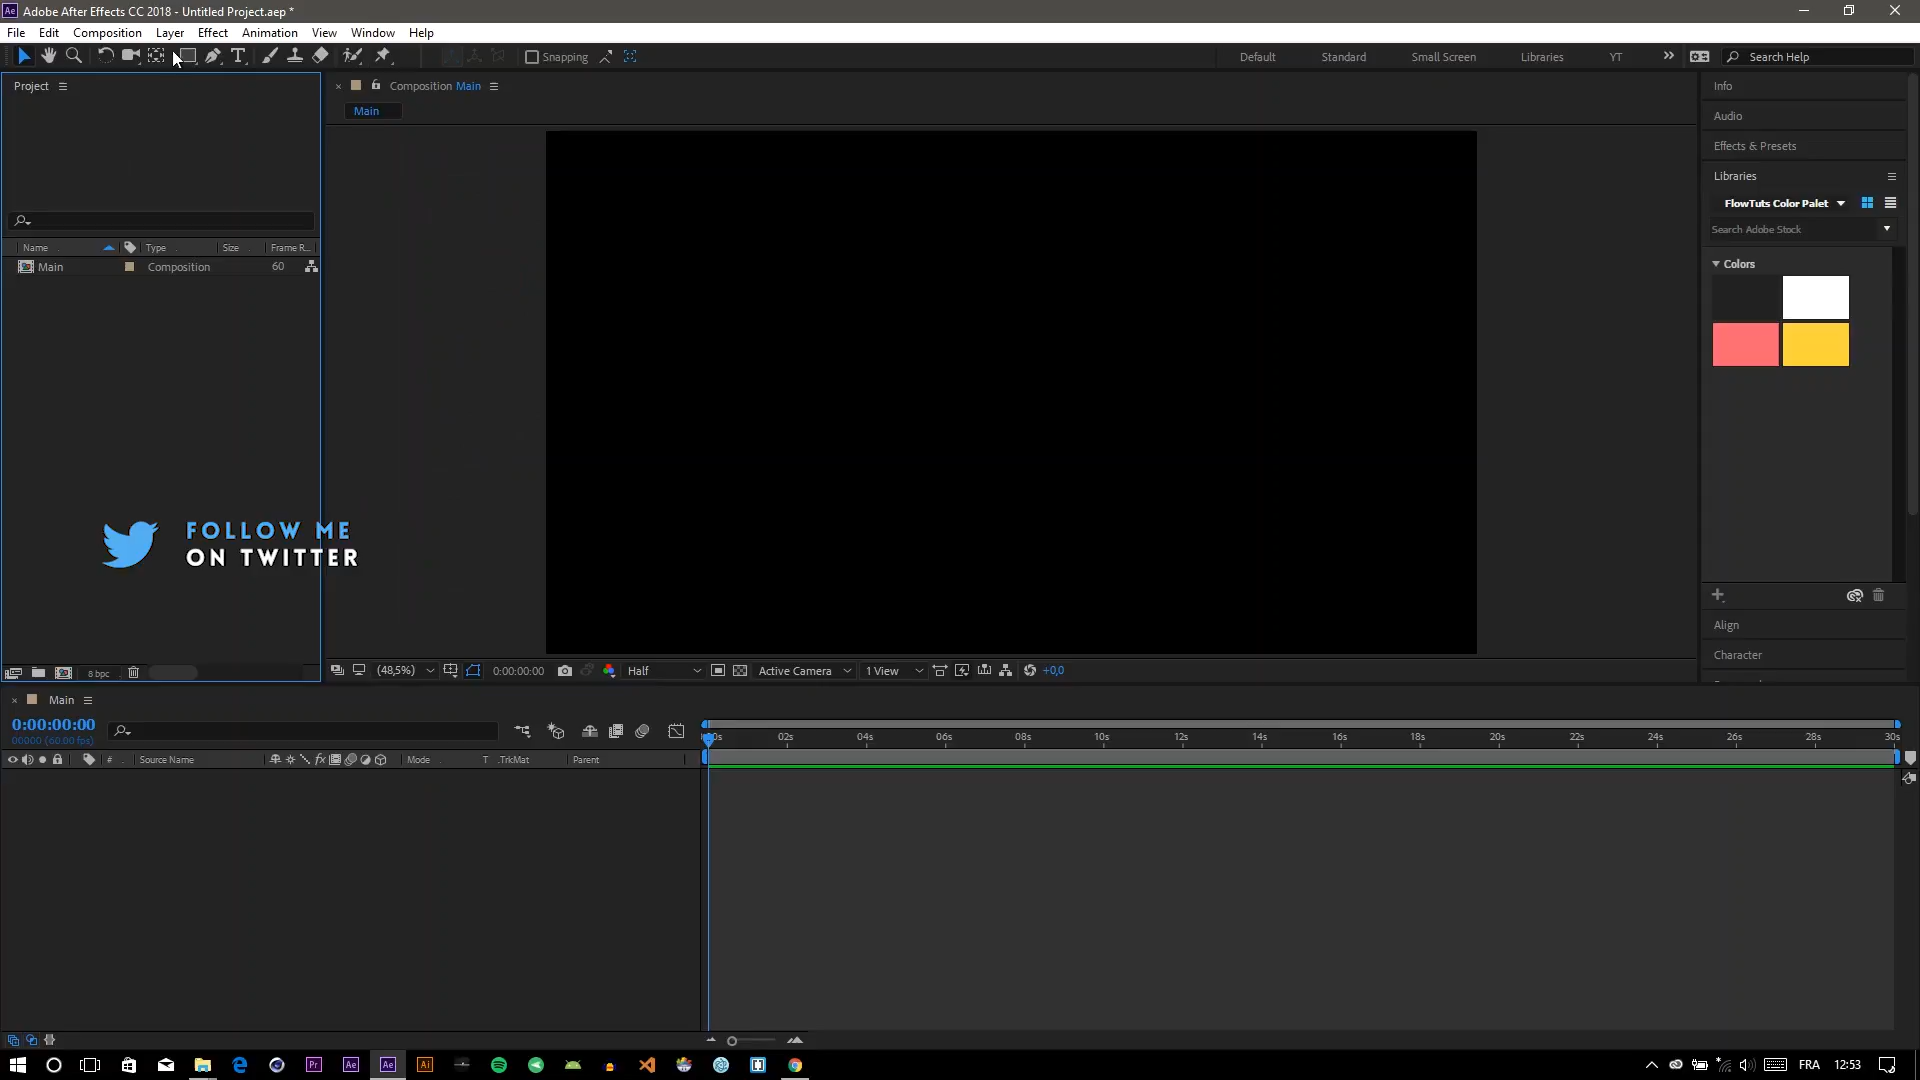 Adobe After Effects CC 2018 - Untitled Project.aep *
File Edit Composition Layer Effect Animation View Window Help
Snapping
Default Standard Small Screen Libraries YT
Search Help
Project
Composition Main
Main
Name Type Size Frame R...
Main Composition 60
FOLLOW ME
ON TWITTER
8 bpc
(48,5%) 0:00:00:00 Half Active Camera 1 View +0,0
Info
Audio
Effects & Presets
Libraries
FlowTuts Color Palet
Search Adobe Stock
Colors
Align
Character
Main
0:00:00:00
00000 (60.00 fps)
# Source Name fx Mode T .TrkMat Parent
02s 04s 06s 08s 10s 12s 14s 16s 18s 20s 22s 24s 26s 28s 30s
Pr Ae Ae Ai
FRA 12:53